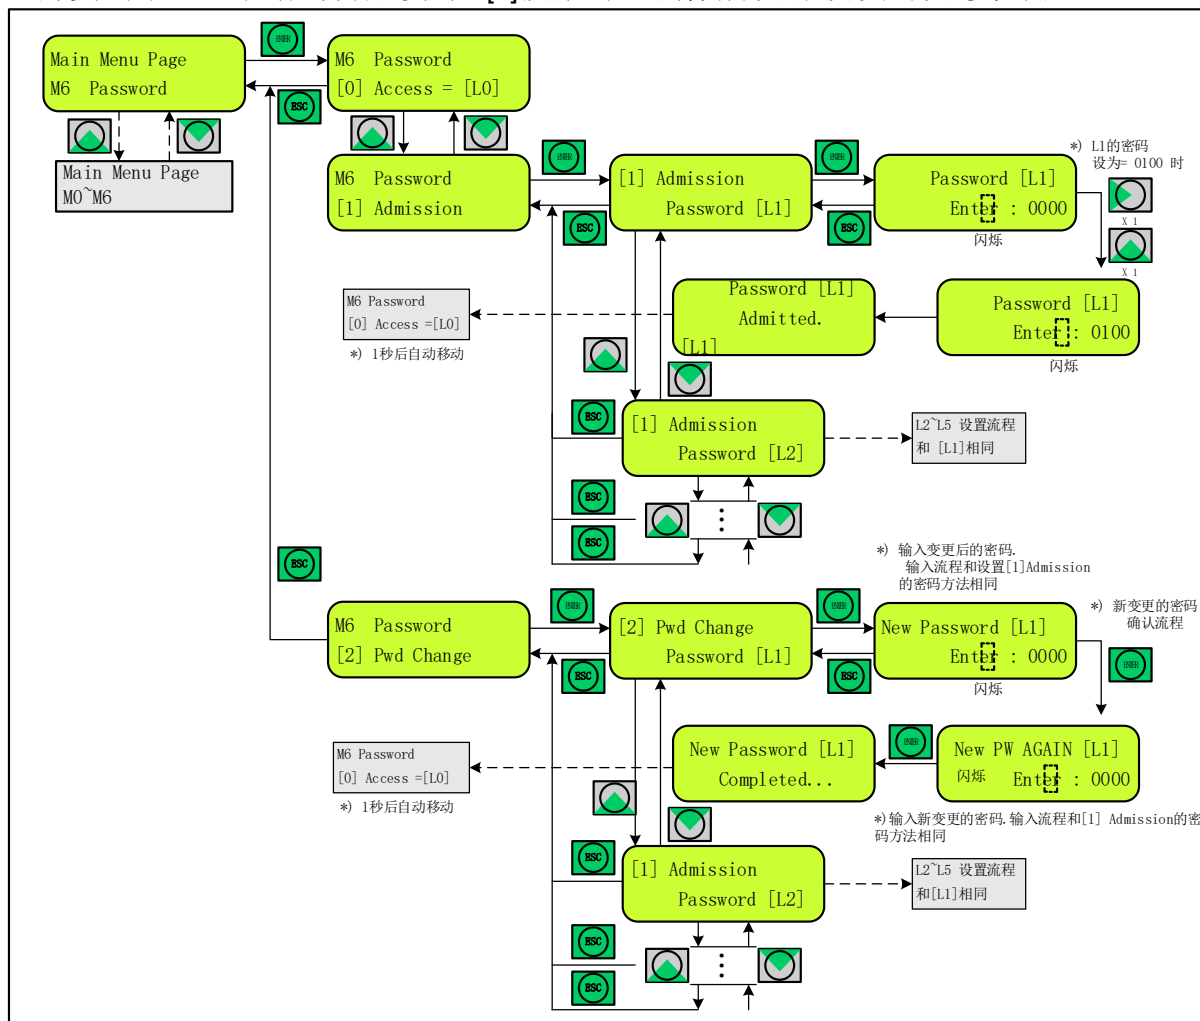 Main Menu Page
M6 Password
ENTER
ESC
M6 Password
[0] Access = [L0]
Main Menu Page
M0~M6
M6 Password
[1] Admission
ENTER
ESC
[1] Admission
Password [L1]
ENTER
ESC
Password [L1]
Enter : 0000
闪烁
*) L1的密码
设为= 0100 时
X 1
X 1
M6 Password
[0] Access =[L0]
*) 1秒后自动移动
Password [L1]
Admitted.
[L1]
Password [L1]
Enter : 0100
闪烁
ESC
[1] Admission
Password [L2]
L2~L5 设置流程
和 [L1]相同
ESC
ESC
⋮
ESC
*) 输入变更后的密码.
输入流程和设置[1]Admission
的密码方法相同
M6 Password
[2] Pwd Change
ENTER
ESC
[2] Pwd Change
Password [L1]
ENTER
ESC
New Password [L1]
Enter : 0000
闪烁
*) 新变更的密码
确认流程
ENTER
M6 Password
[0] Access =[L0]
*) 1秒后自动移动
New Password [L1]
Completed...
ENTER
New PW AGAIN [L1]
闪烁 Enter : 0000
*)输入新变更的密码.输入流程和[1] Admission的密
码方法相同
ESC
[1] Admission
Password [L2]
L2~L5 设置流程
和[L1]相同
ESC
ESC
⋮